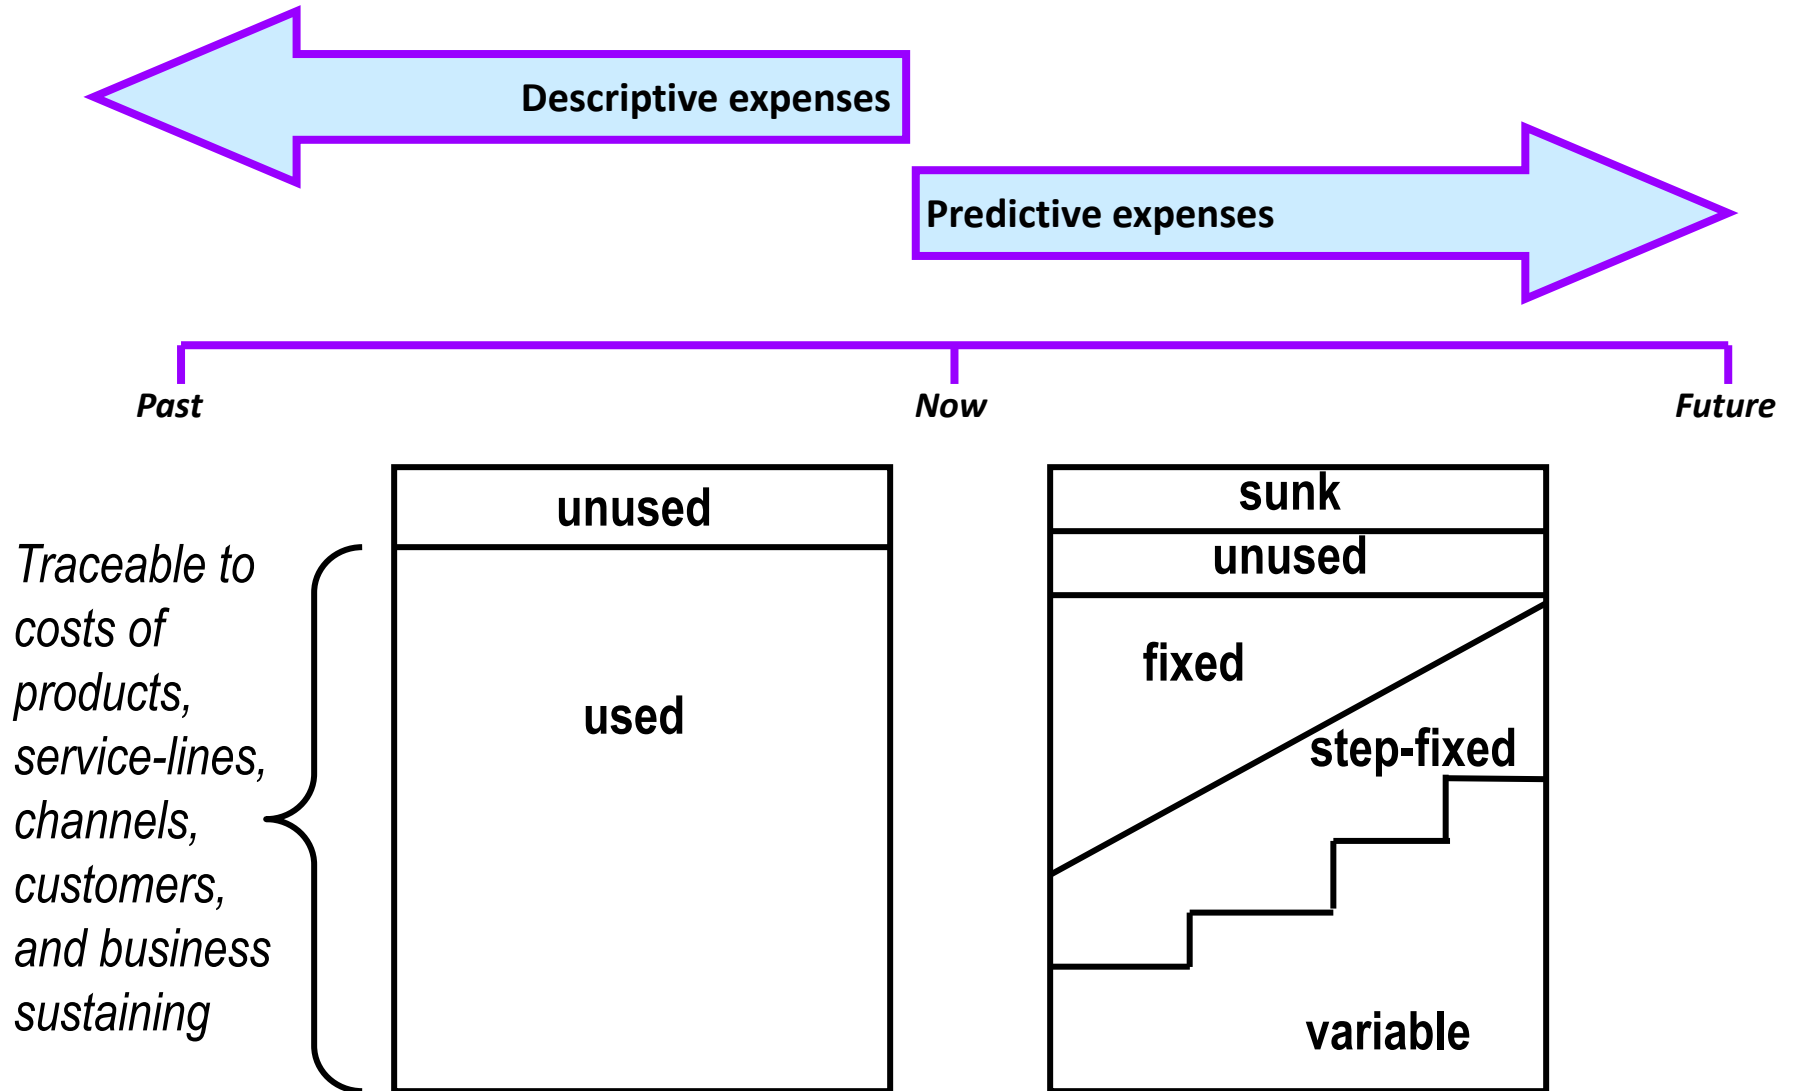 Descriptive expenses
Predictive expenses
Past
Now
Future
Traceable to
costs of
products,
service-lines,
channels,
customers,
and business
sustaining
unused
used
sunk
unused
fixed
step-fixed
variable